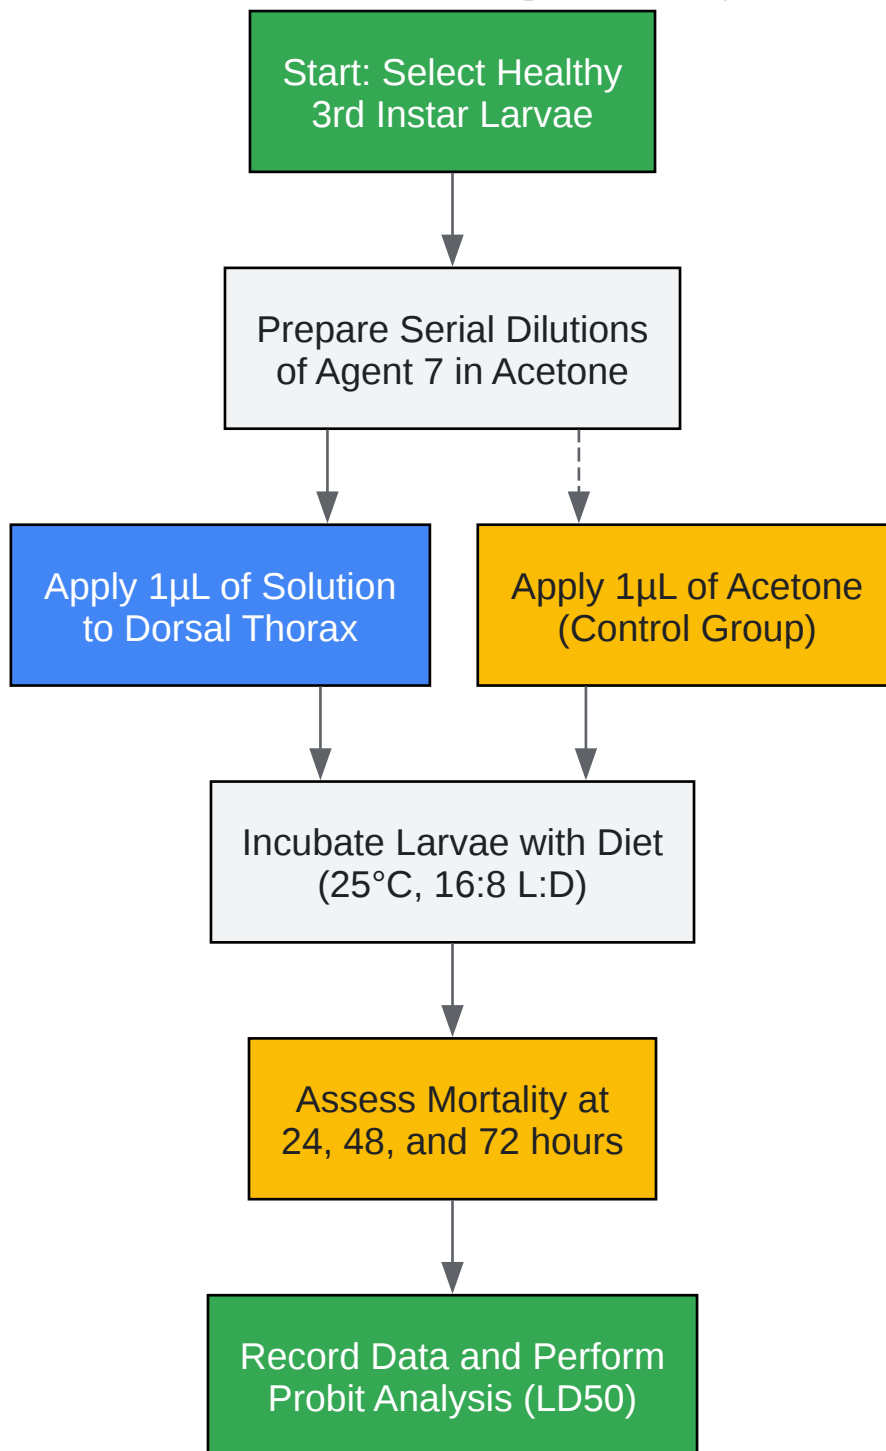 Start: Select Healthy
3rd Instar Larvae
Prepare Serial Dilutions
of Agent 7 in Acetone
Apply 1µL of Solution
to Dorsal Thorax
Apply 1µL of Acetone
(Control Group)
Incubate Larvae with Diet
(25°C, 16:8 L:D)
Assess Mortality at
24, 48, and 72 hours
Record Data and Perform
Probit Analysis (LD50)